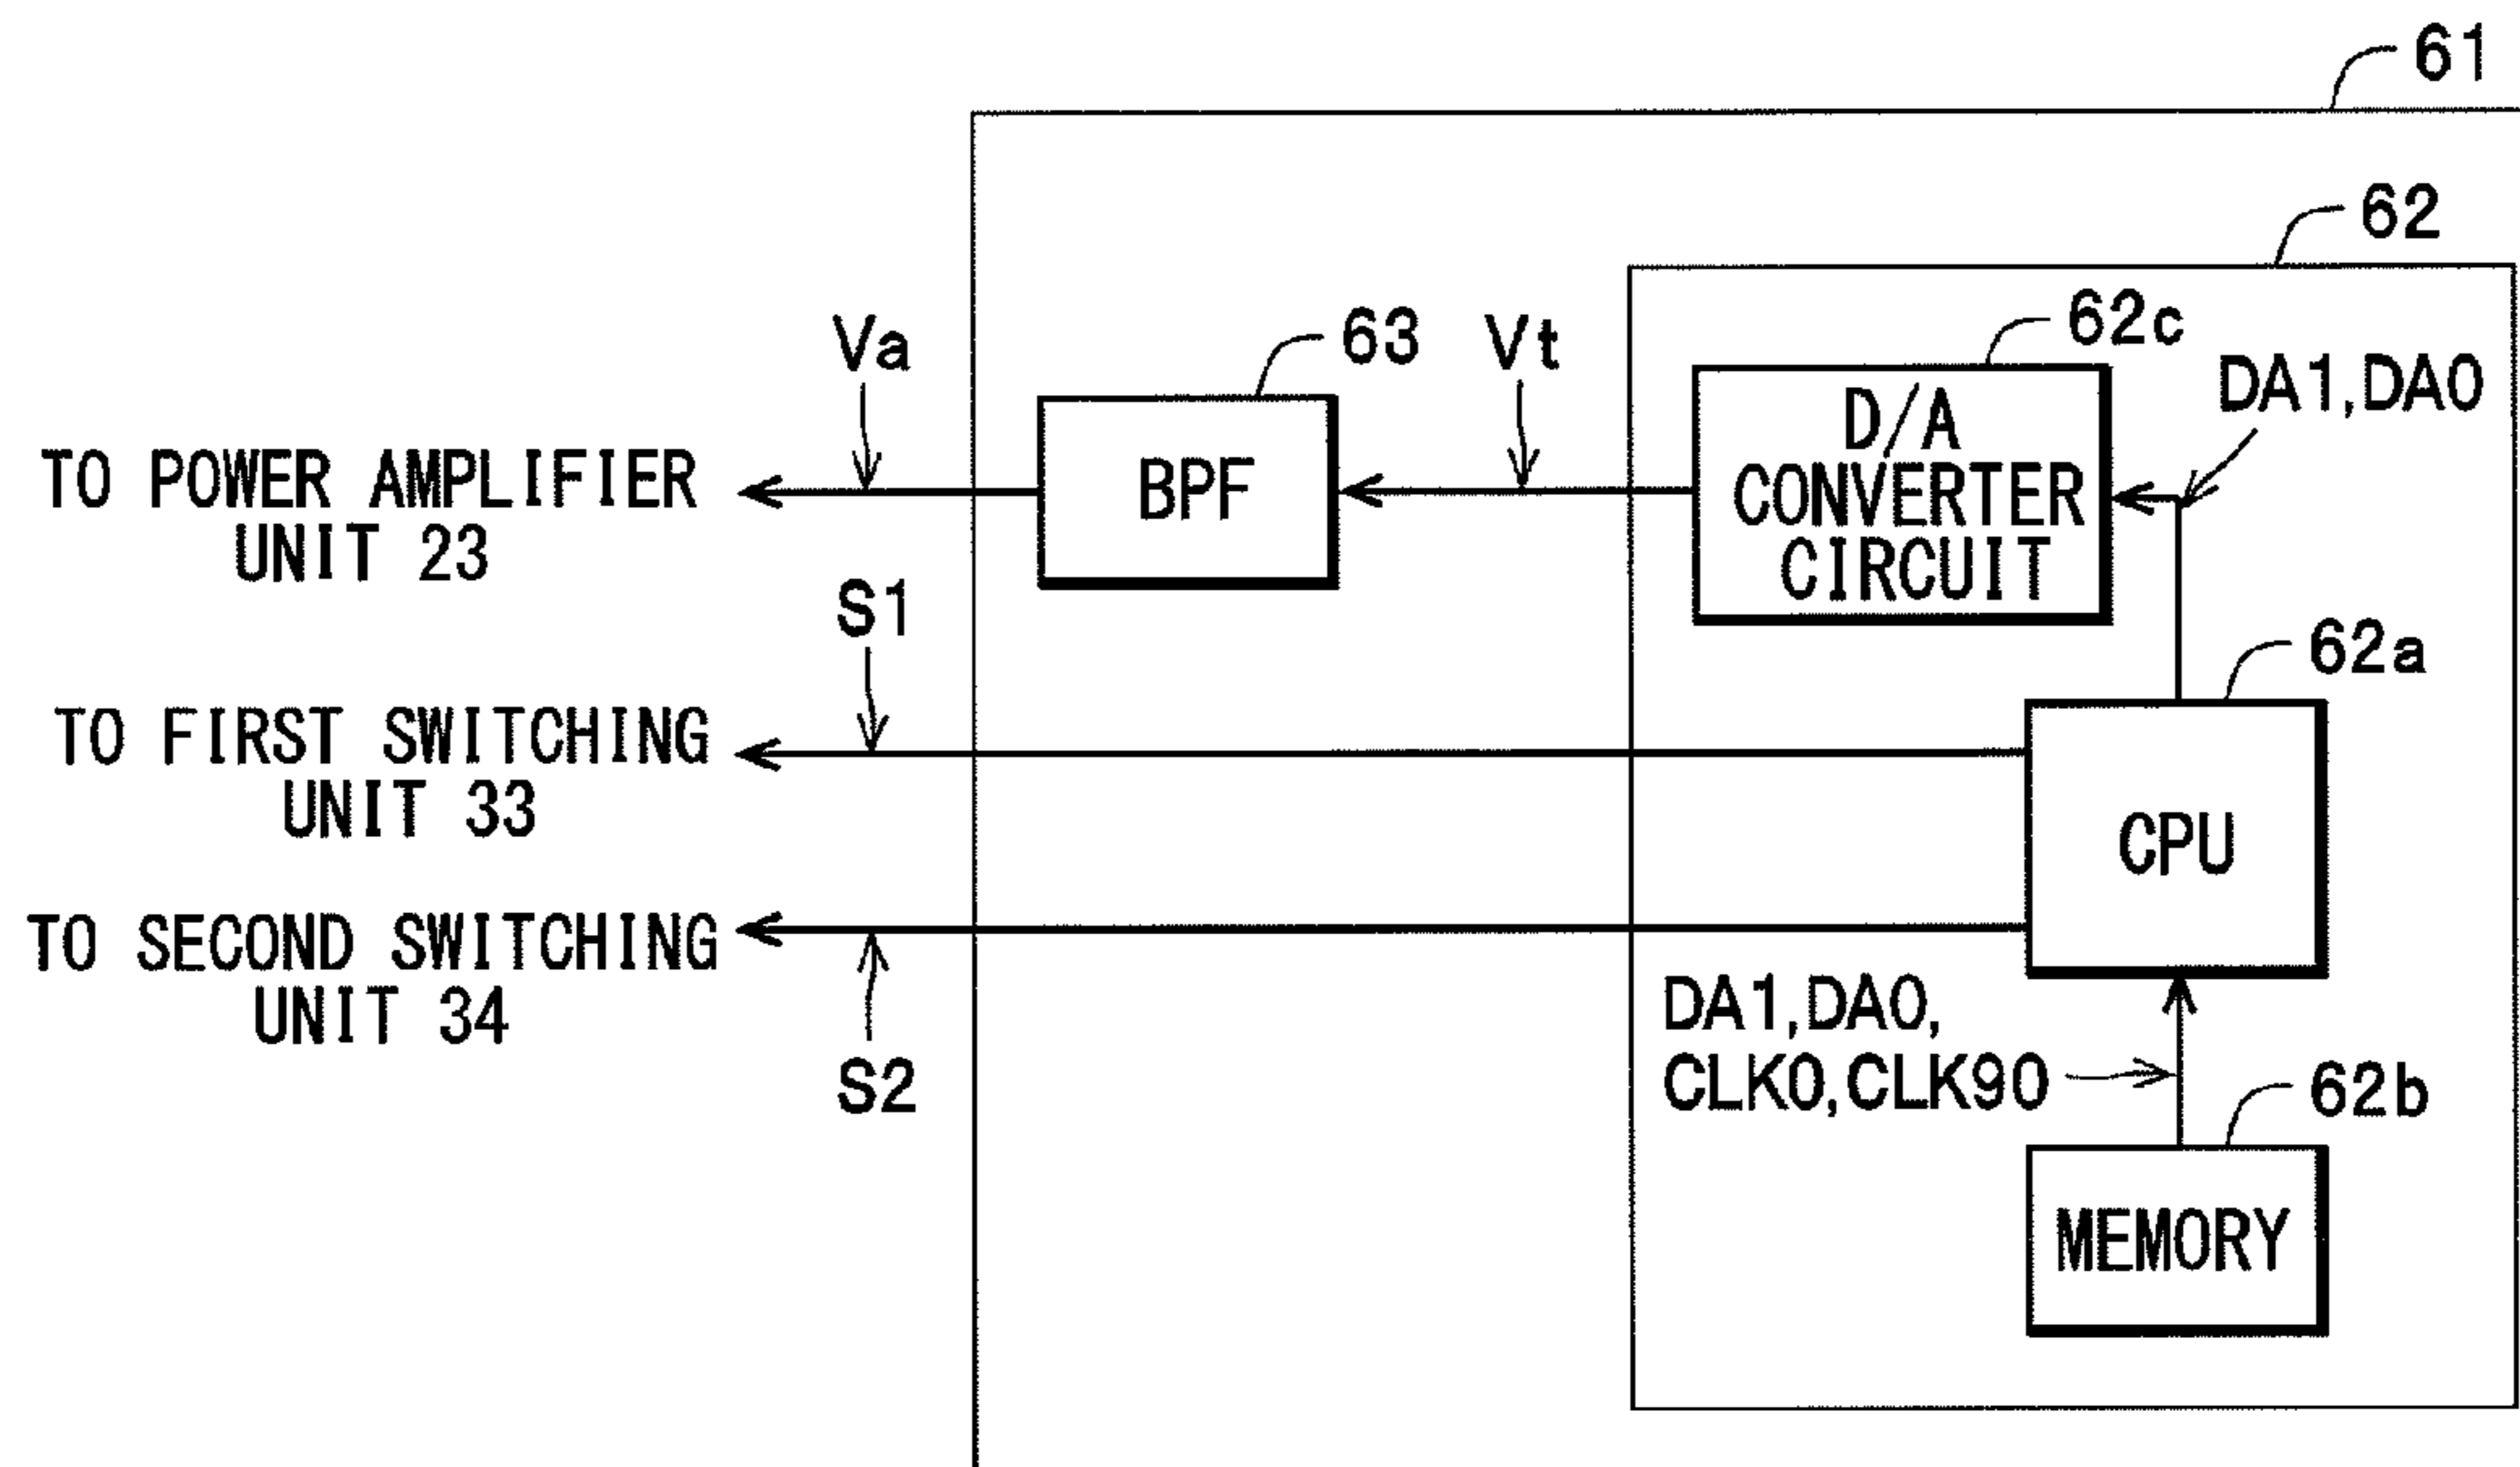 61
62
62c
DA1,DA0
Va
63
Vt
D/A
CONVERTER
CIRCUIT
BPF
TO POWER AMPLIFIER
UNIT 23
S1
62a
TO FIRST SWITCHING
UNIT 33
CPU
TO SECOND SWITCHING
UNIT 34
S2
DA1,DA0,
CLK0,CLK90
62b
MEMORY